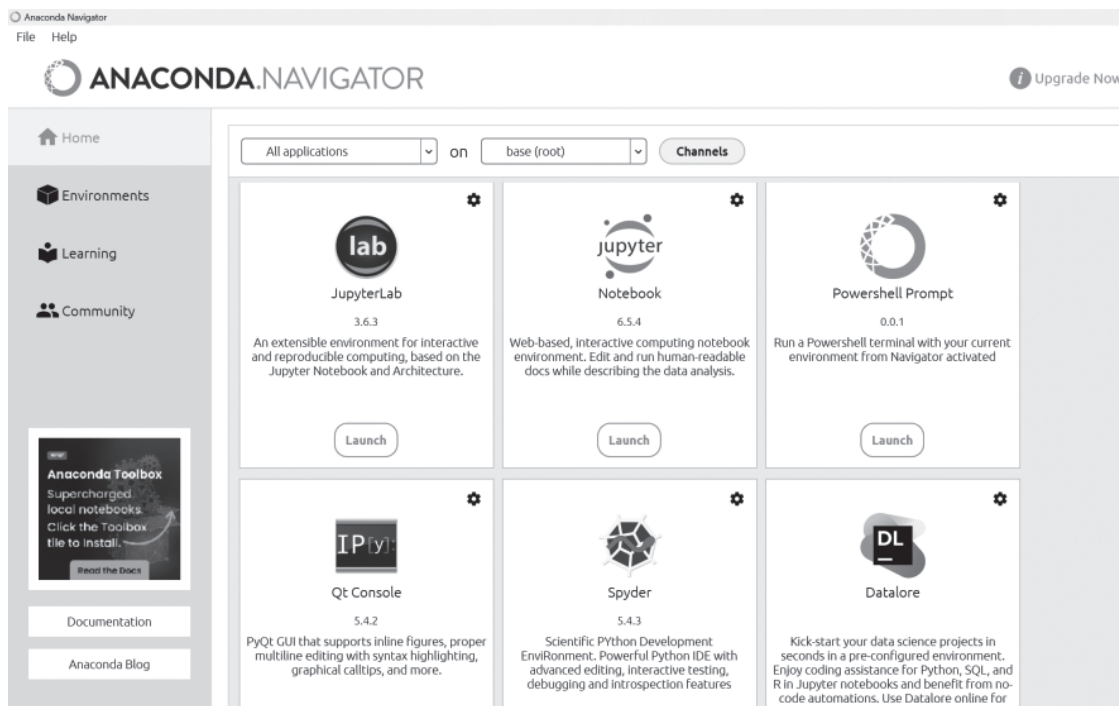 Anaconda Navigator
File Help
ANACONDA.NAVIGATOR
i Upgrade Now
Home
Environments
Learning
Community
NEW
Anaconda Toolbox
Supercharged
local notebooks.
Click the Toolbox
tile to Install.
Read the Docs
Documentation
Anaconda Blog
All applications on base (root) Channels
lab
JupyterLab
3.6.3
An extensible environment for interactive
and reproducible computing, based on the
Jupyter Notebook and Architecture.
Launch
jupyter
Notebook
6.5.4
Web-based, interactive computing notebook
environment. Edit and run human-readable
docs while describing the data analysis.
Launch
Powershell Prompt
0.0.1
Run a Powershell terminal with your current
environment from Navigator activated
Launch
IP[y]:
Qt Console
5.4.2
PyQt GUI that supports inline figures, proper
multiline editing with syntax highlighting,
graphical calltips, and more.
Spyder
5.4.3
Scientific PYthon Development
EnviRonment. Powerful Python IDE with
advanced editing, interactive testing,
debugging and introspection features
DL
Datalore
Kick-start your data science projects in
seconds in a pre-configured environment.
Enjoy coding assistance for Python, SQL, and
R in Jupyter notebooks and benefit from no-
code automations. Use Datalore online for